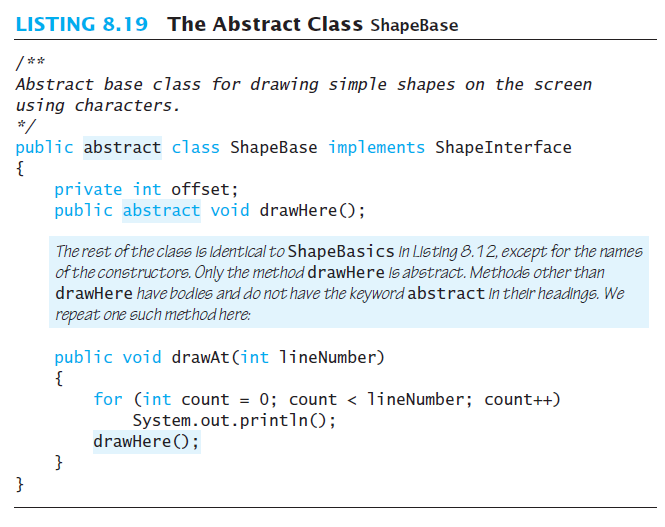 LISTING 8.19 The Abstract Class ShapeBase
/**
Abstract base class for drawing simple shapes on the screen
using characters.
*/
public abstract class ShapeBase implements ShapeInterface
{
    private int offset;
    public abstract void drawHere();
The rest of the class is identical to ShapeBasics in Listing 8.12, except for the names
of the constructors. Only the method drawHere is abstract. Methods other than
drawHere have bodies and do not have the keyword abstract in their headings. We
repeat one such method here:
    public void drawAt(int lineNumber)
    {
        for (int count = 0; count < lineNumber; count++)
            System.out.println();
        drawHere();
    }
}